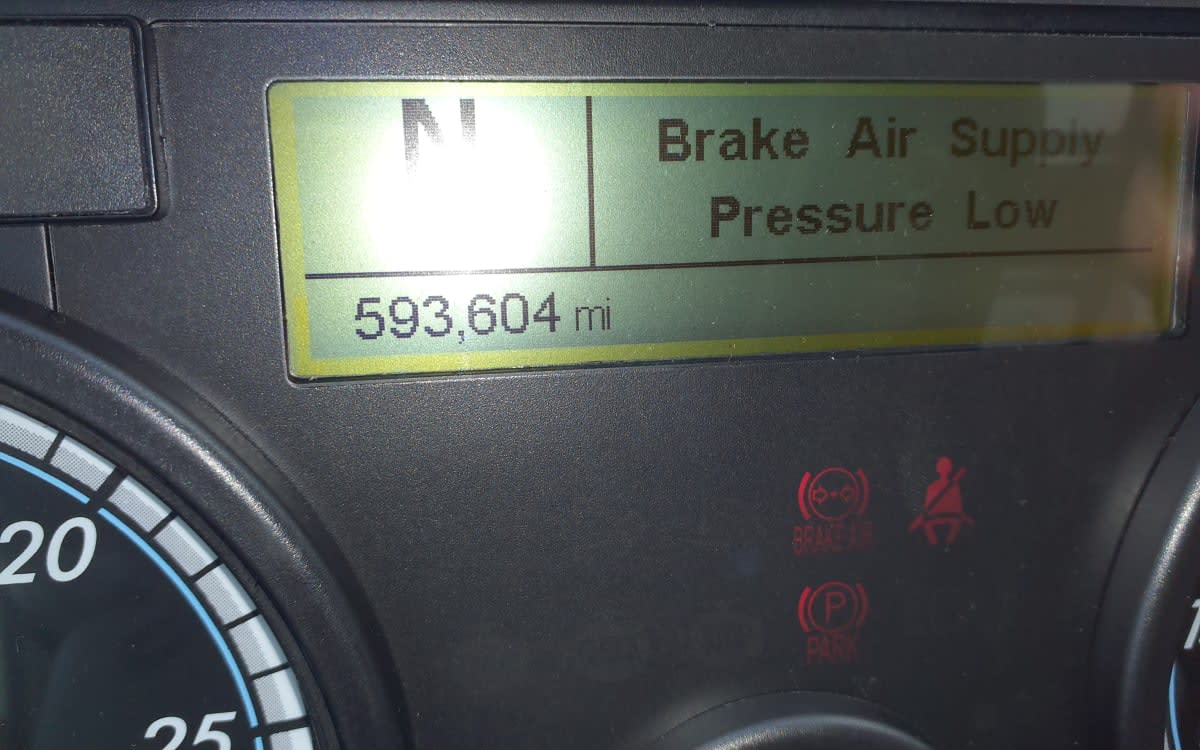 N
Brake Air Supply
Pressure Low
593,604 mi
BRAKE AIR
P
PARK
20
25